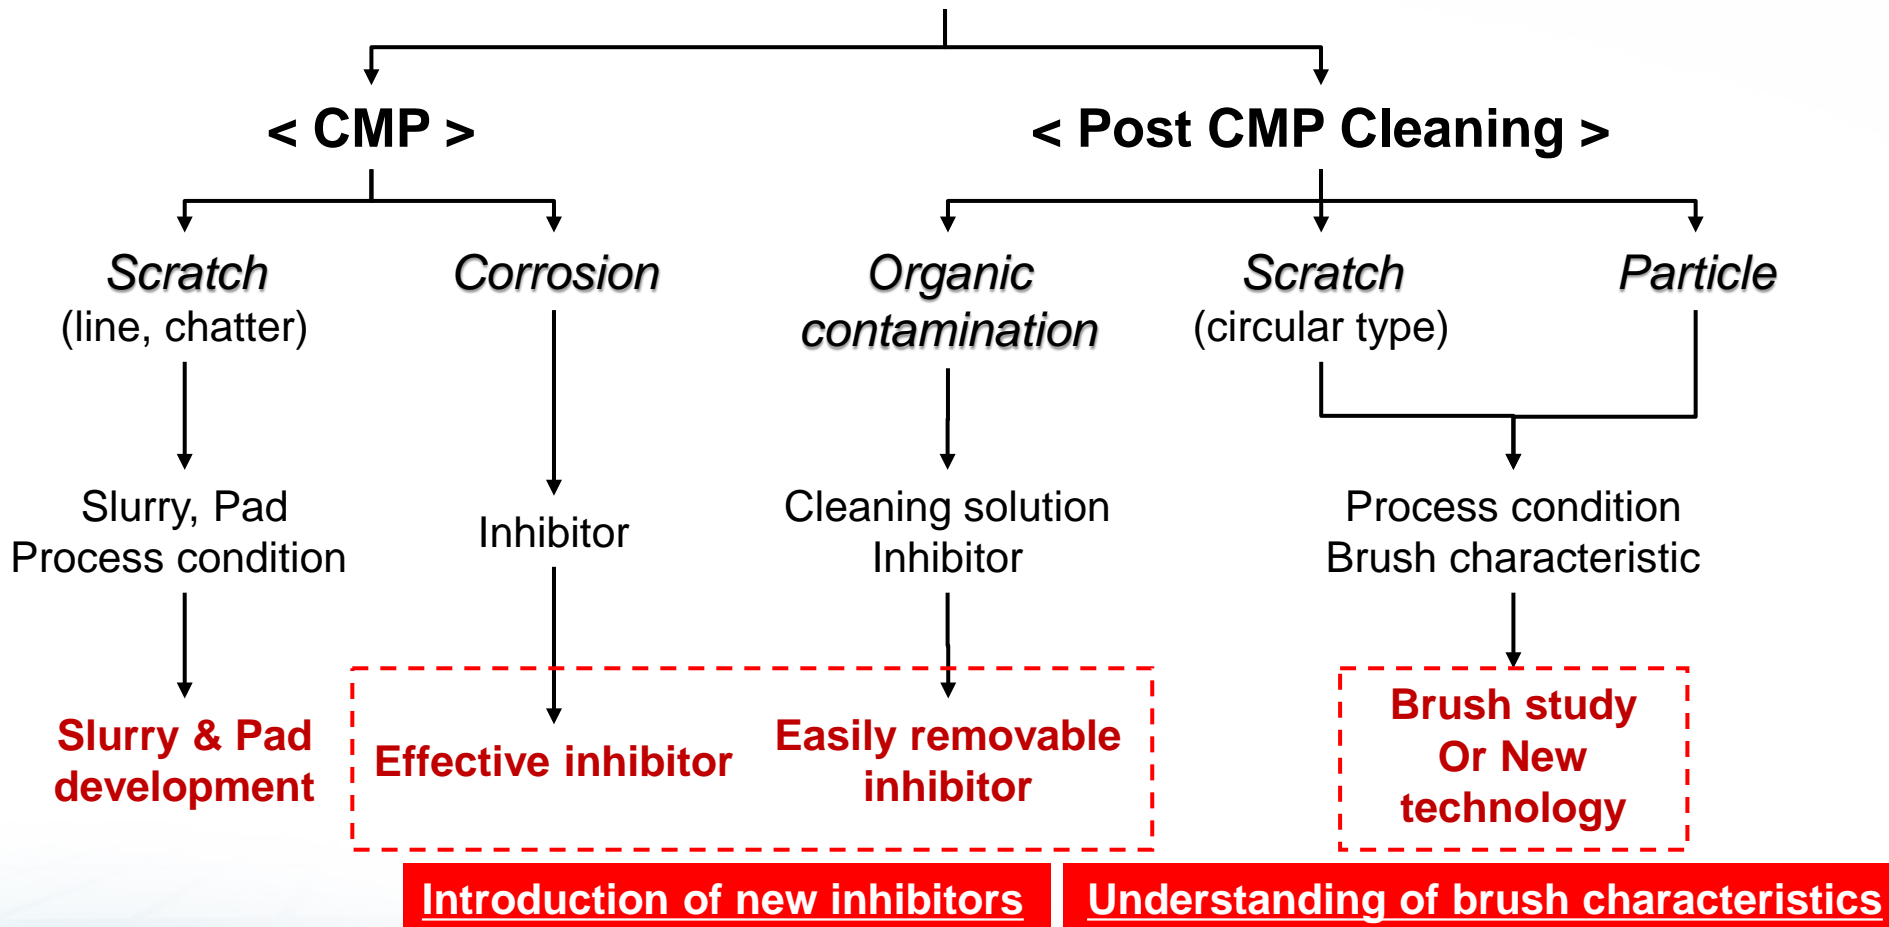 < CMP >
< Post CMP Cleaning >
Scratch
(line, chatter)
Corrosion
Organic
contamination
Scratch
(circular type)
Particle
Slurry, Pad
Process condition
Inhibitor
Cleaning solution
Inhibitor
Process condition
Brush characteristic
Slurry & Pad
development
Effective inhibitor
Easily removable
inhibitor
Brush study
Or New
technology
Introduction of new inhibitors
Understanding of brush characteristics